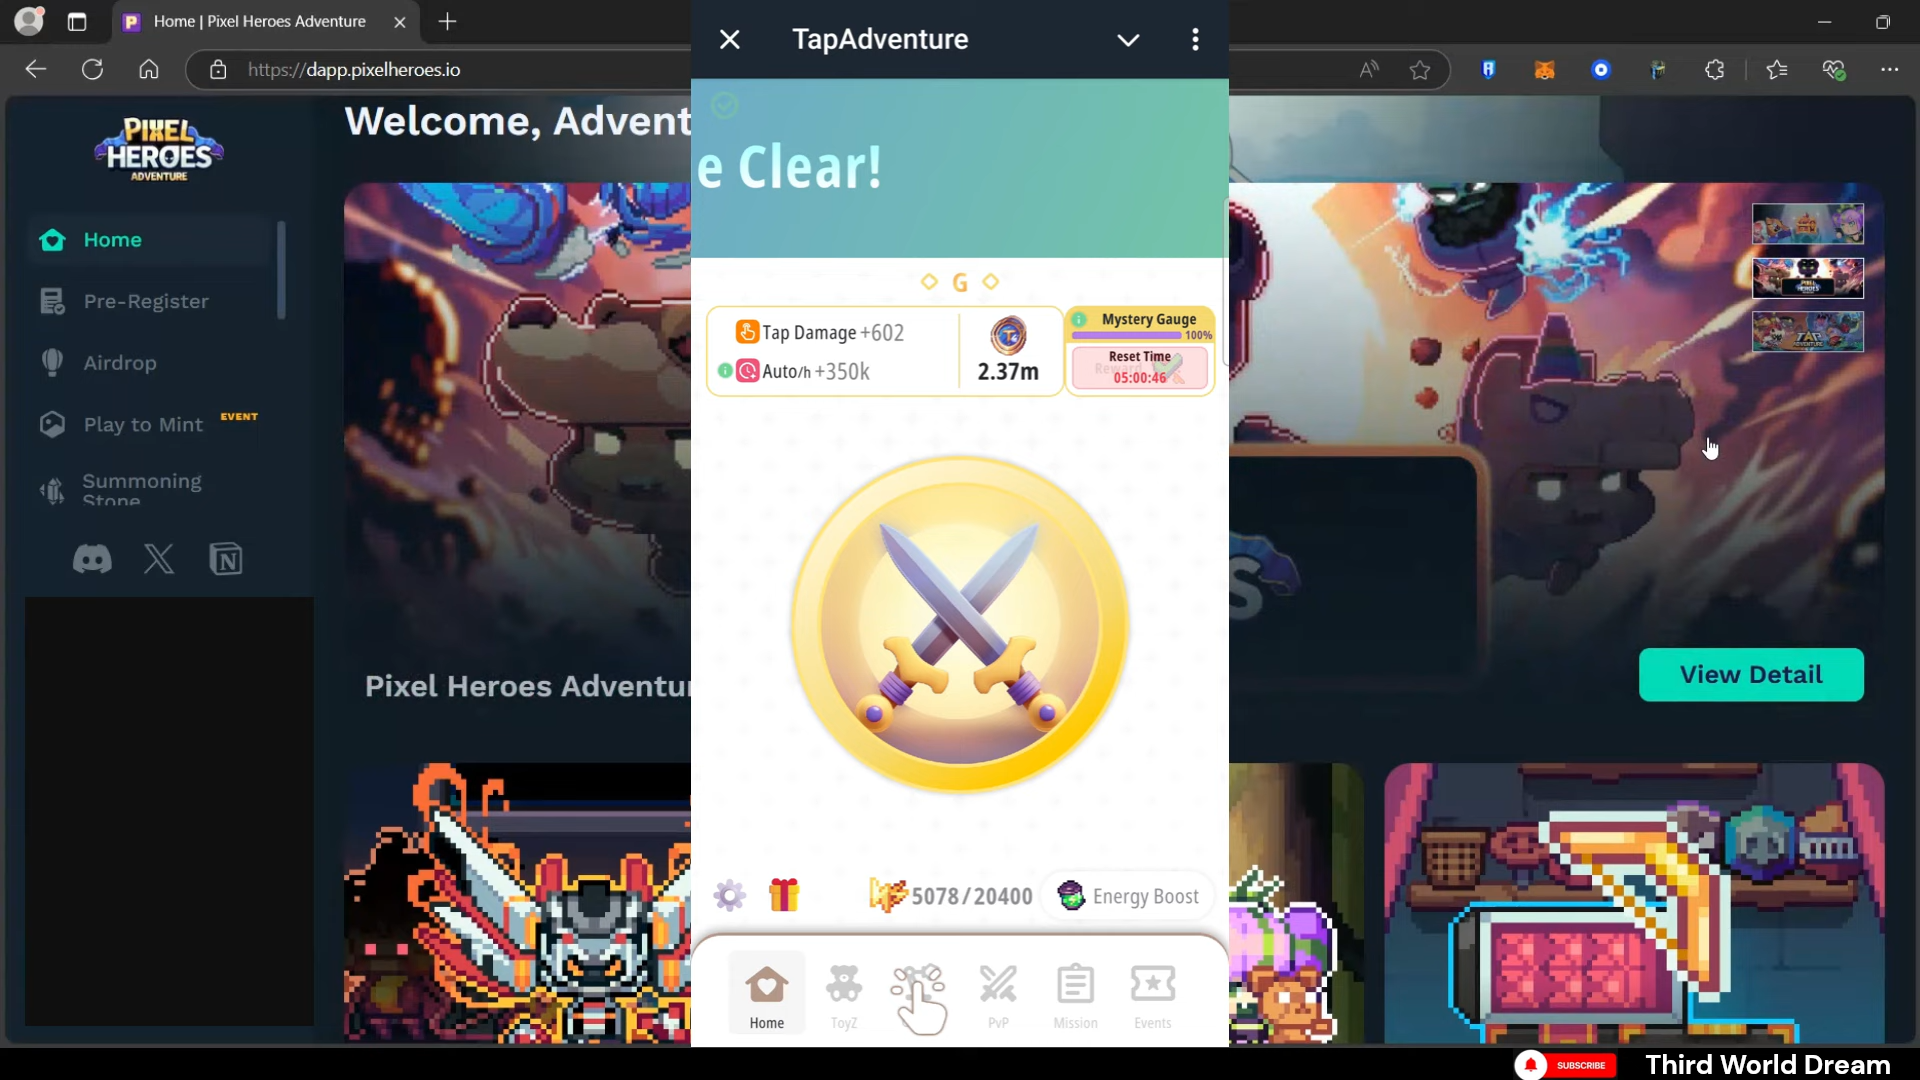 Home | Pixel Heroes Adventure
https://dapp.pixelheroes.io
PIXEL
HEROES
ADVENTURE
Home
Pre-Register
Airdrop
Play to Mint
EVENT
Summoning
Stone
Welcome, Advent
Pixel Heroes Adventu
TapAdventure
e Clear!
G
Tap Damage +602
Auto/h +350k
2.37m
Mystery Gauge
100%
Reset Time
Reward
05:00:46
5078/20400
Energy Boost
Home
ToyZ
PvP
Mission
Events
View Detail
SUBSCRIBE
Third World Dream